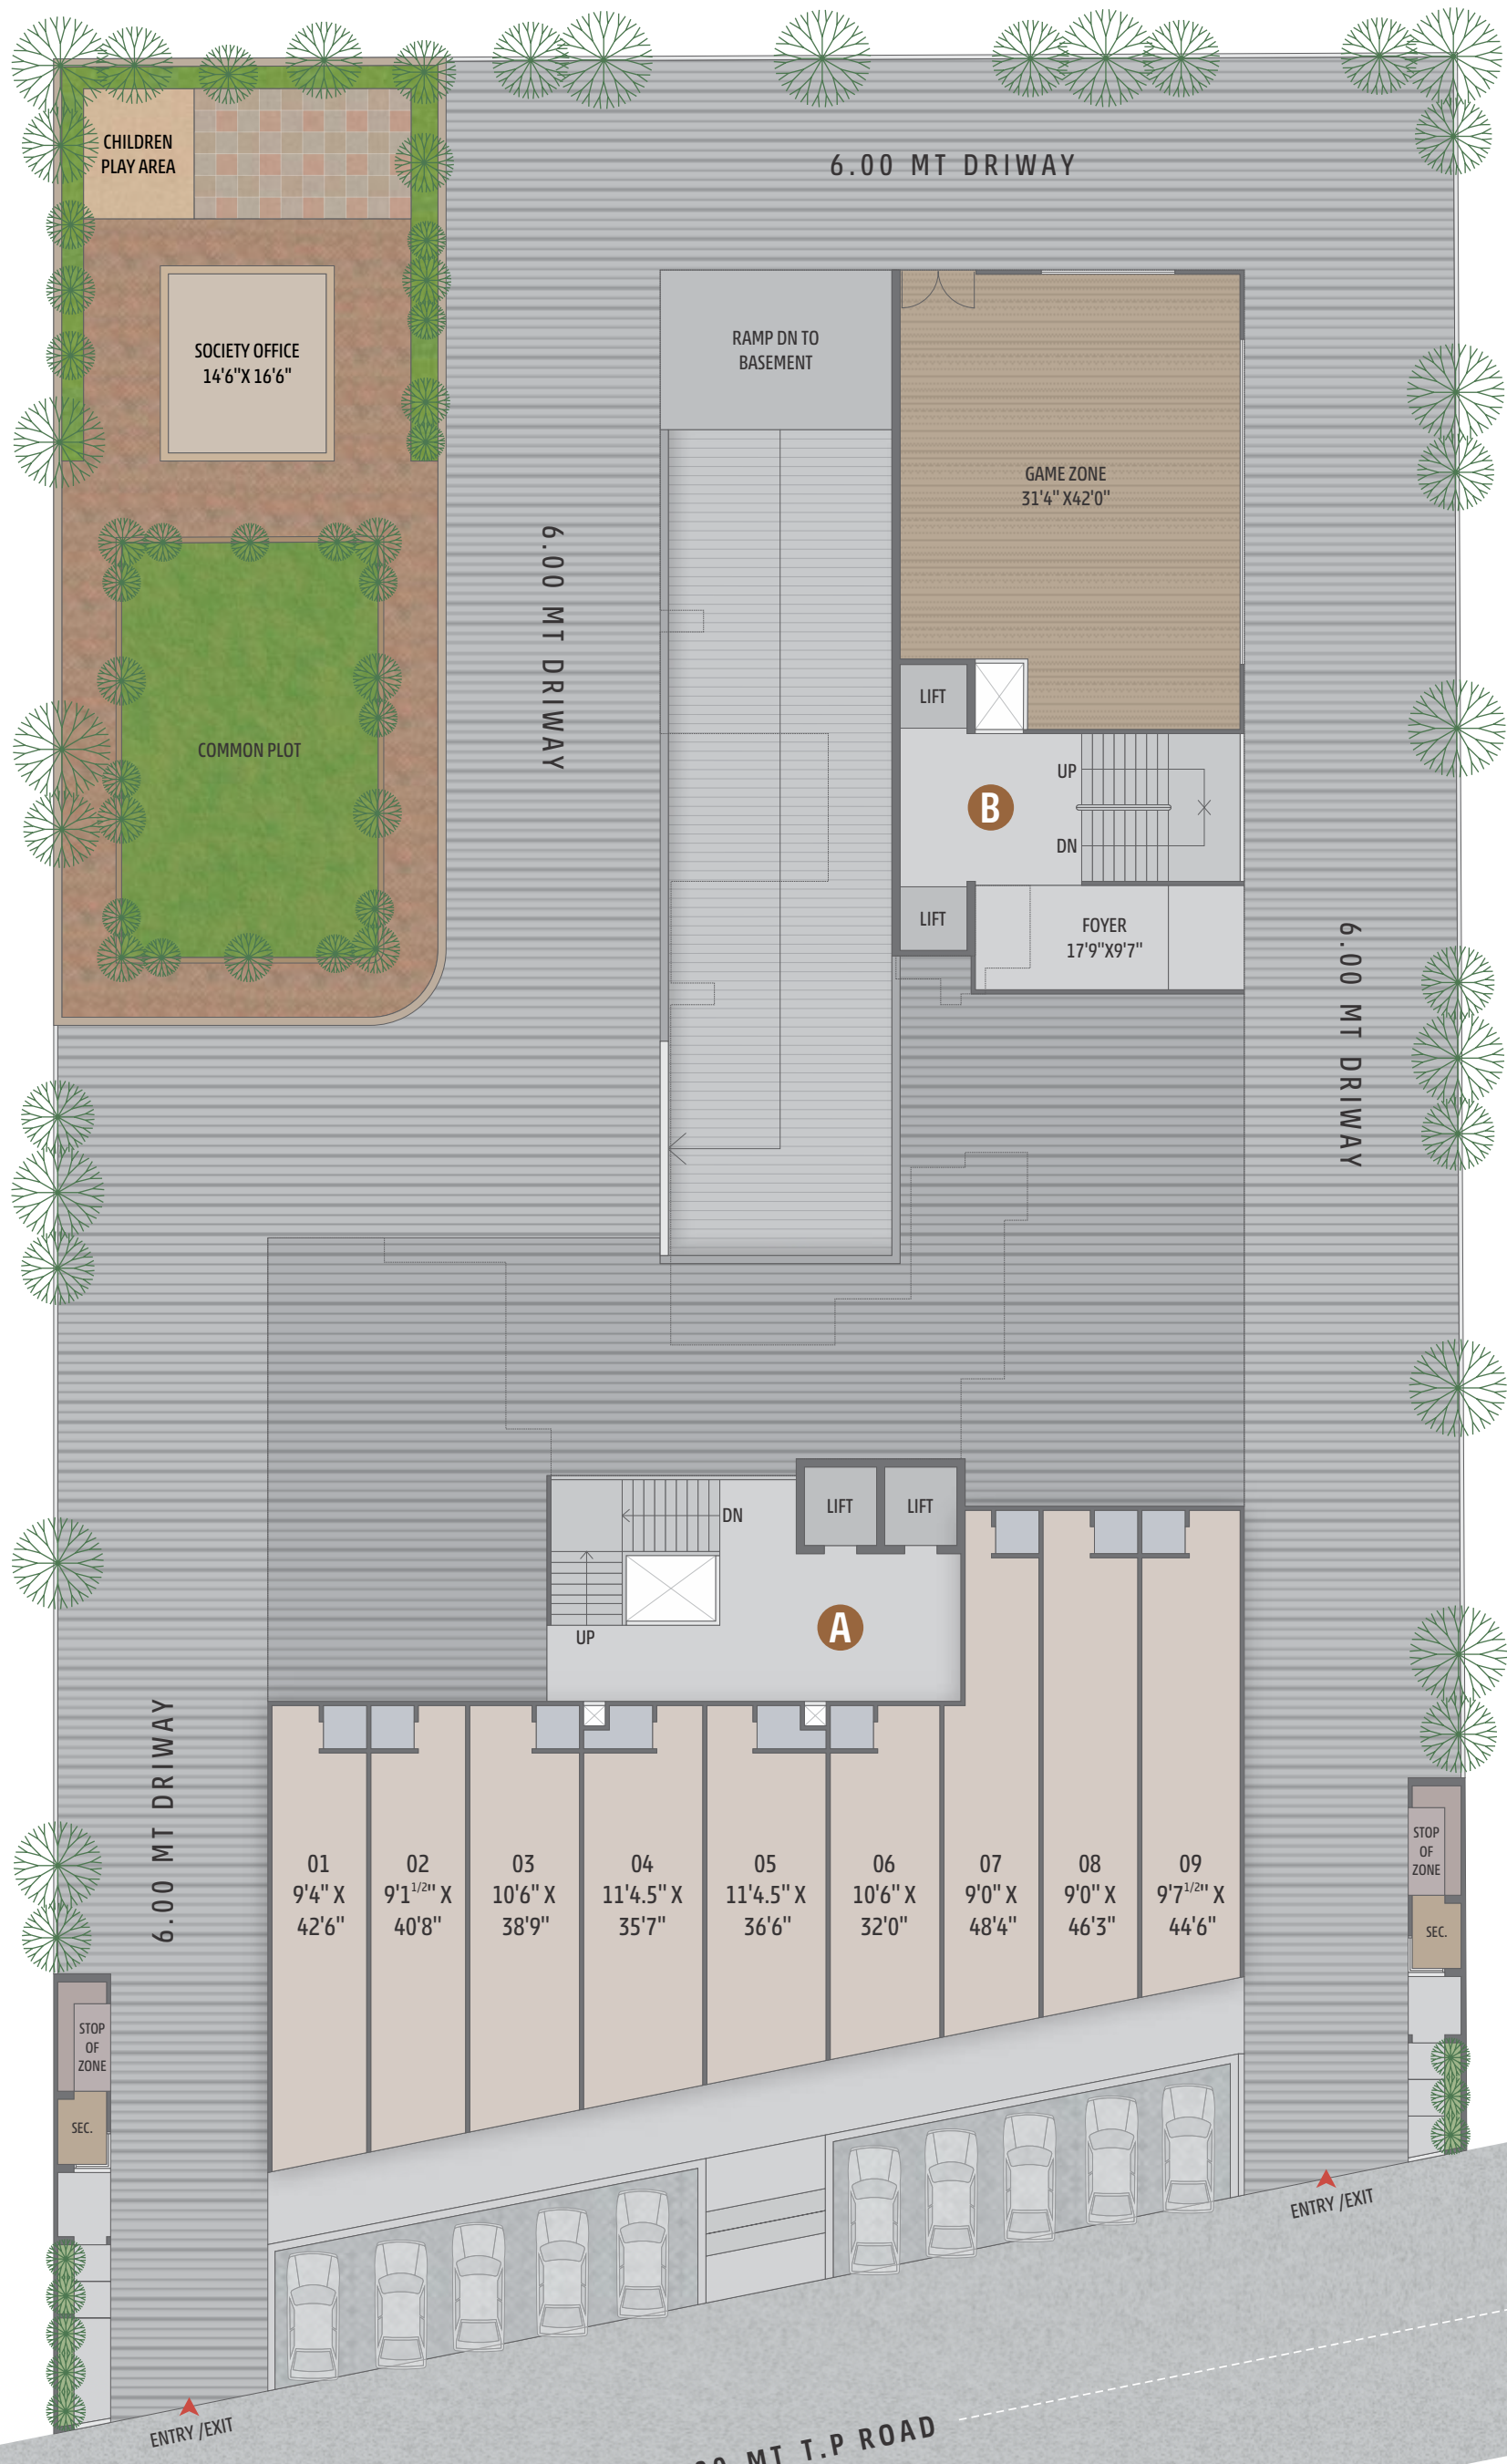 CHILDREN
PLAY AREA
6.00 MT DRIWAY
SOCIETY OFFICE
14'6"X 16'6"
RAMP DN TO
BASEMENT
GAME ZONE
31'4" X42'0"
6.00 MT DRIWAY
LIFT
COMMON PLOT
UP
B
DN
LIFT
FOYER
17'9"X9'7"
6.00 MT DRIWAY
DN
LIFT
LIFT
A
UP
6.00 MT DRIWAY
01
9'4" X
42'6"
02
9'1 1/2" X
40'8"
03
10'6" X
38'9"
04
11'4.5" X
35'7"
05
11'4.5" X
36'6"
06
10'6" X
32'0"
07
9'0" X
48'4"
08
9'0" X
46'3"
09
9'7 1/2" X
44'6"
STOP
OF
ZONE
SEC.
STOP
OF
ZONE
SEC.
ENTRY /EXIT
ENTRY /EXIT
MT T.P ROAD